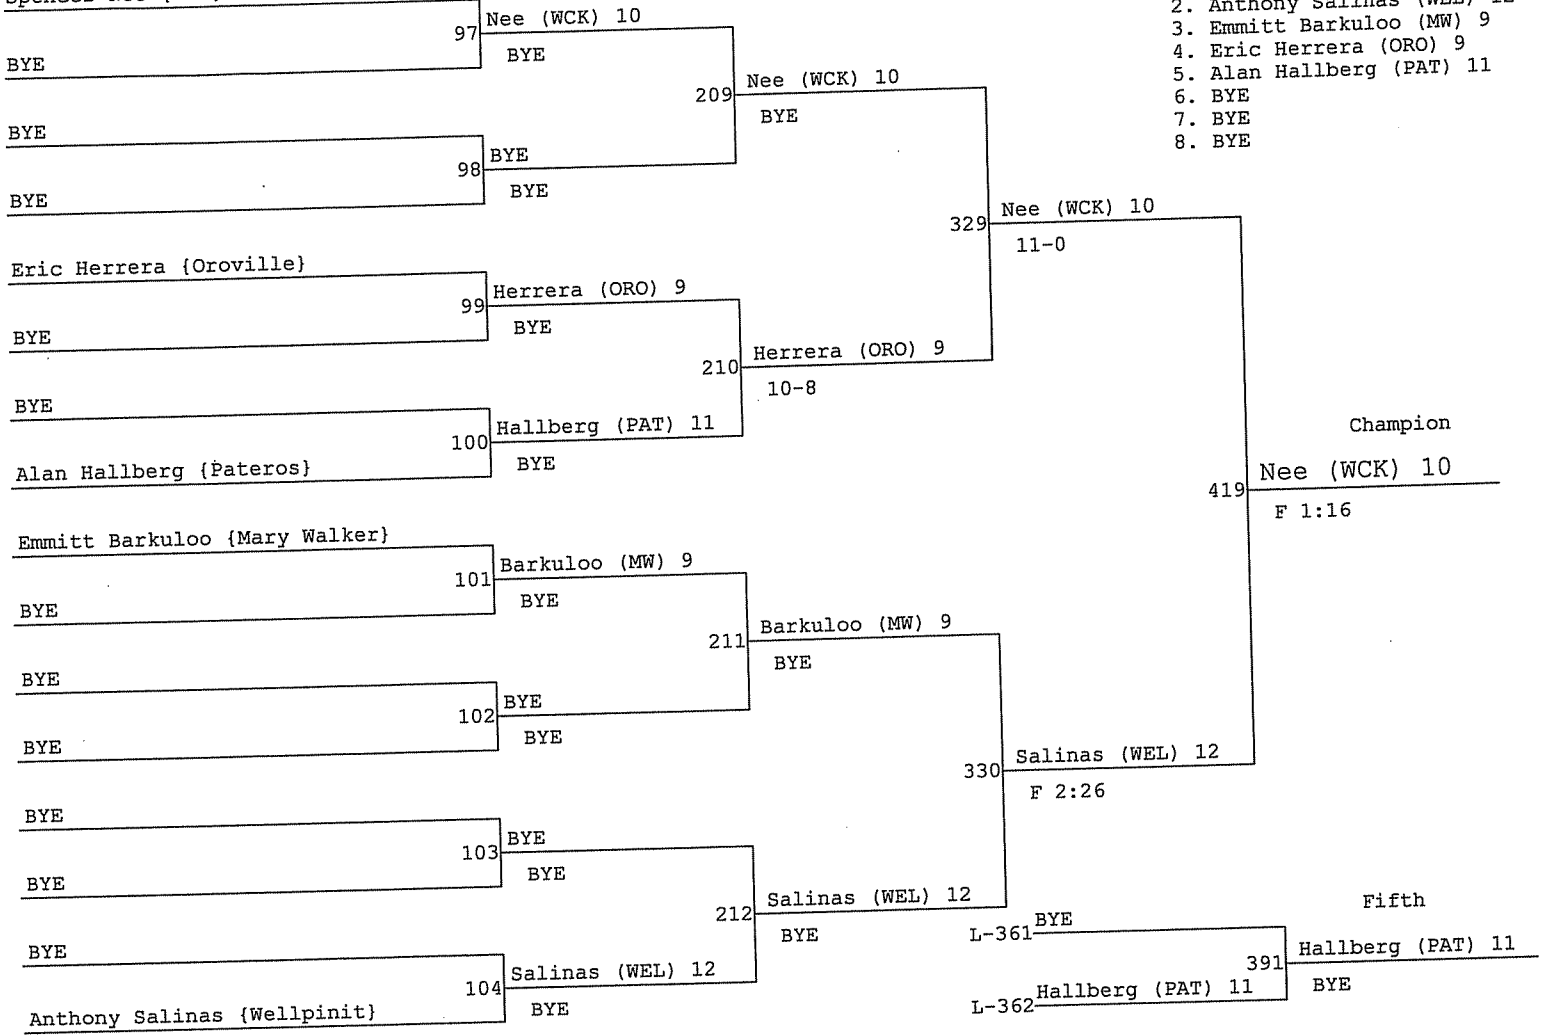 97
Nee (WCK) 10
BYE
BYE
209
Nee (WCK) 10
BYE
BYE
98
BYE
BYE
BYE
329
Nee (WCK) 10
11-0
Eric Herrera {Oroville}
99
Herrera (ORO) 9
BYE
BYE
210
Herrera (ORO) 9
10-8
BYE
100
Hallberg (PAT) 11
BYE
Alan Hallberg {Pateros}
Champion
419
Nee (WCK) 10
F 1:16
Emmitt Barkuloo {Mary Walker}
101
Barkuloo (MW) 9
BYE
BYE
211
Barkuloo (MW) 9
BYE
BYE
102
BYE
BYE
BYE
330
Salinas (WEL) 12
F 2:26
BYE
103
BYE
BYE
BYE
212
Salinas (WEL) 12
BYE
BYE
104
Salinas (WEL) 12
BYE
Anthony Salinas {Wellpinit}
2. Anthony Salinas (WEL) 12
3. Emmitt Barkuloo (MW) 9
4. Eric Herrera (ORO) 9
5. Alan Hallberg (PAT) 11
6. BYE
7. BYE
8. BYE
Fifth
L-361
BYE
391
Hallberg (PAT) 11
BYE
L-362
Hallberg (PAT) 11